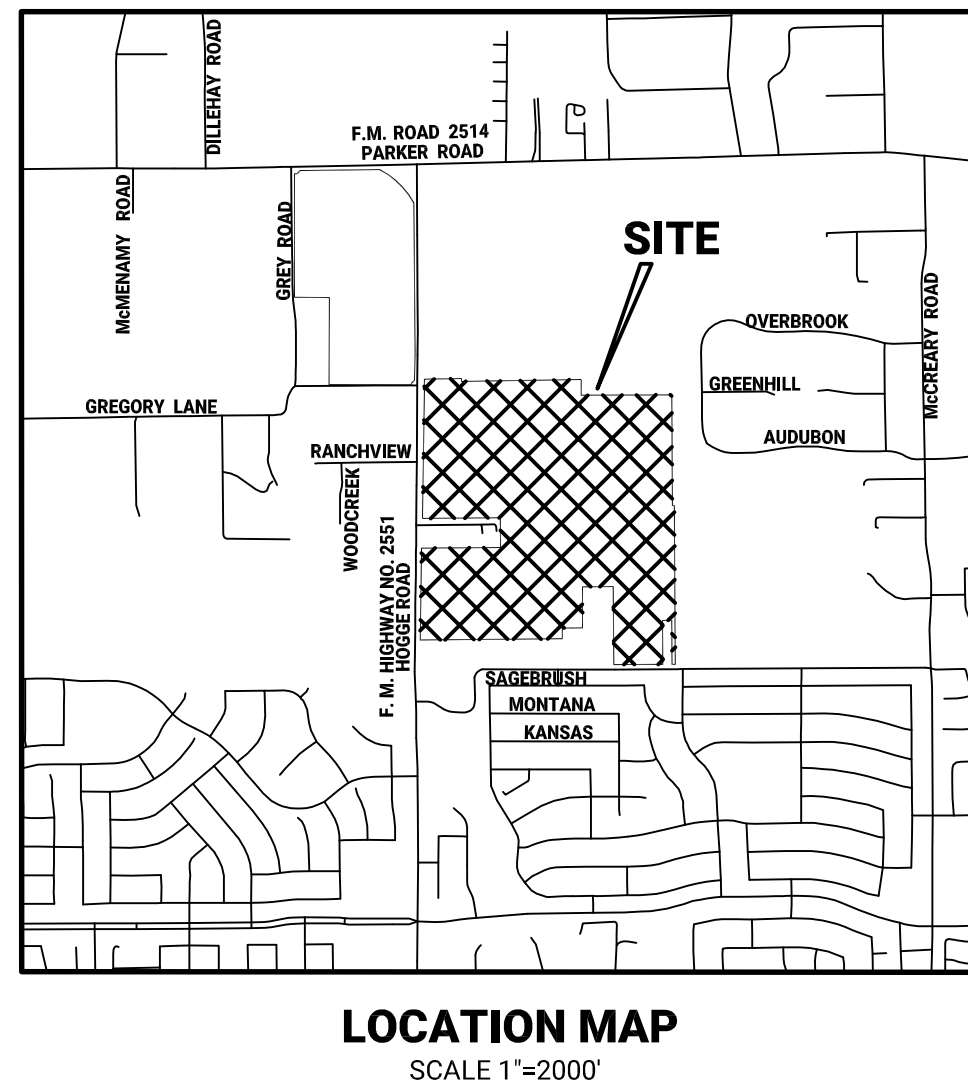 DILLEHAY ROAD
F.M. ROAD 2514
PARKER ROAD
McMENAMY ROAD
GREY ROAD
SITE
McCREARY ROAD
OVERBROOK
GREENHILL
GREGORY LANE
AUDUBON
RANCHVIEW
WOODCREEK
F. M. HIGHWAY NO. 2551
HOGGE ROAD
SAGEBRUSH
MONTANA
KANSAS
LOCATION MAP
SCALE 1"=2000'